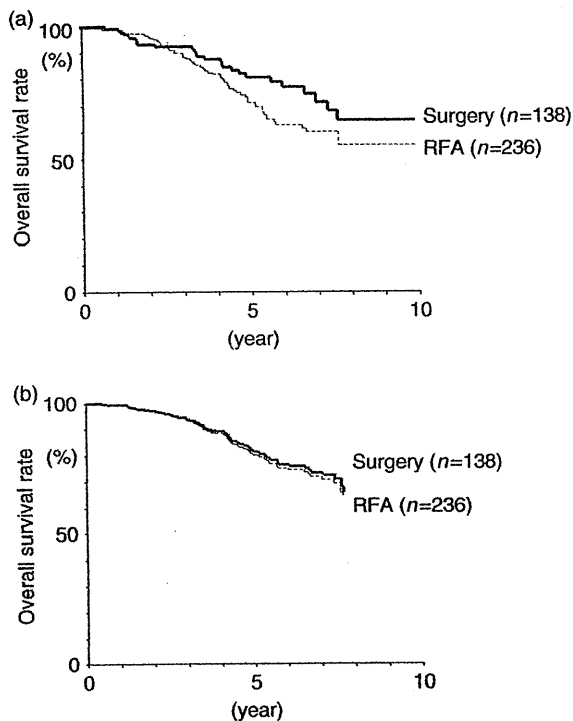 (a)
100
(%)
50
0
Overall survival rate
Surgery (n=138)
RFA (n=236)
0 5 10
(year)
(b)
100
(%)
50
0
Overall survival rate
Surgery (n=138)
RFA (n=236)
0 5 10
(year)